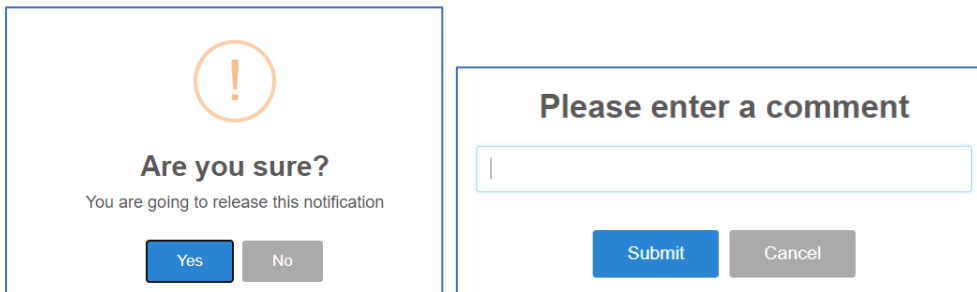 !
Are you sure?
You are going to release this notification
Yes No
Please enter a comment
Submit Cancel